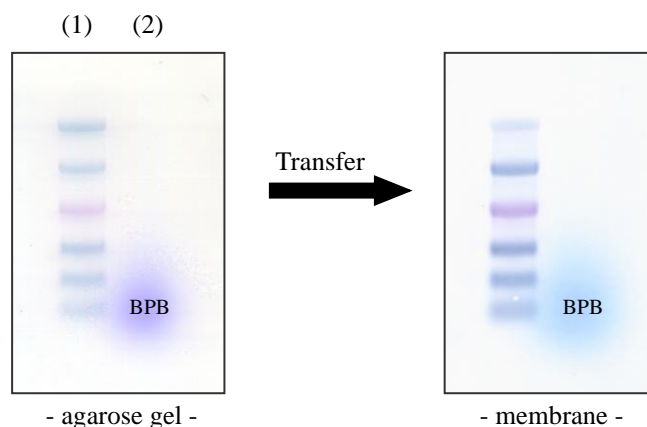 (1) (2)
Transfer
BPB
BPB
- agarose gel -
- membrane -